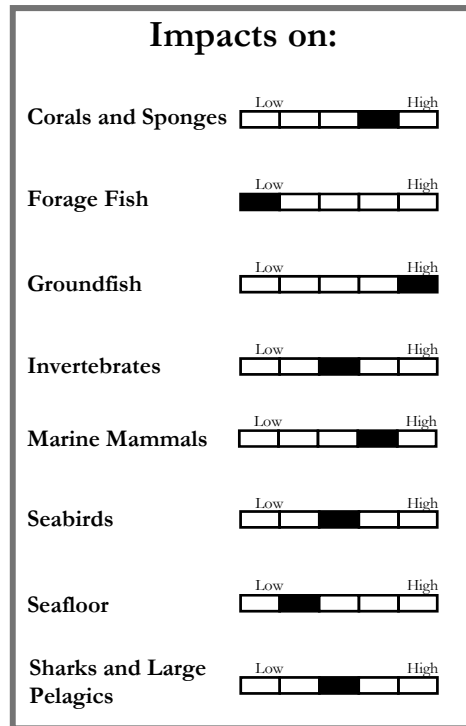 Impacts on:
Low High
Corals and Sponges
Low High
Forage Fish
Low High
Groundfish
Low High
Invertebrates
Low High
Marine Mammals
Low High
Seabirds
Low High
Seafloor
Low High
Sharks and Large
Pelagics